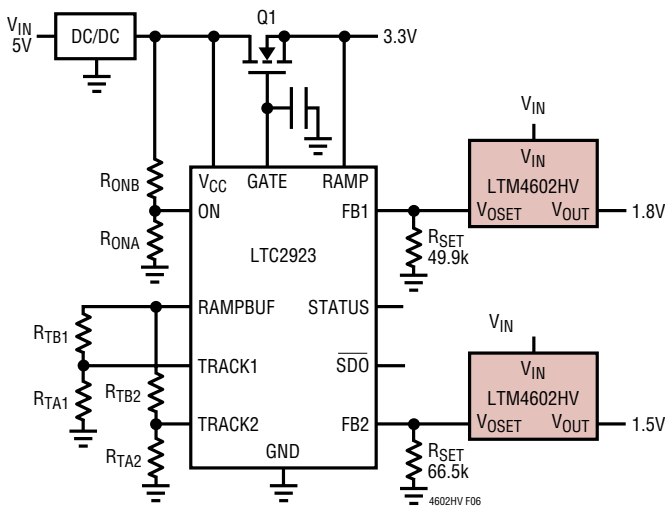 Q1
VIN
5V
DC/DC
3.3V
VIN
RONB
VCC
GATE
RAMP
VIN
LTM4602HV
ON
FB1
VOSET
VOUT
1.8V
RONA
LTC2923
RSET
49.9k
RAMPBUF
STATUS
RTB1
VIN
TRACK1
SDO
VIN
LTM4602HV
RTA1
RTB2
TRACK2
FB2
VOSET
VOUT
1.5V
GND
RTA2
RSET
66.5k
4602HV F06